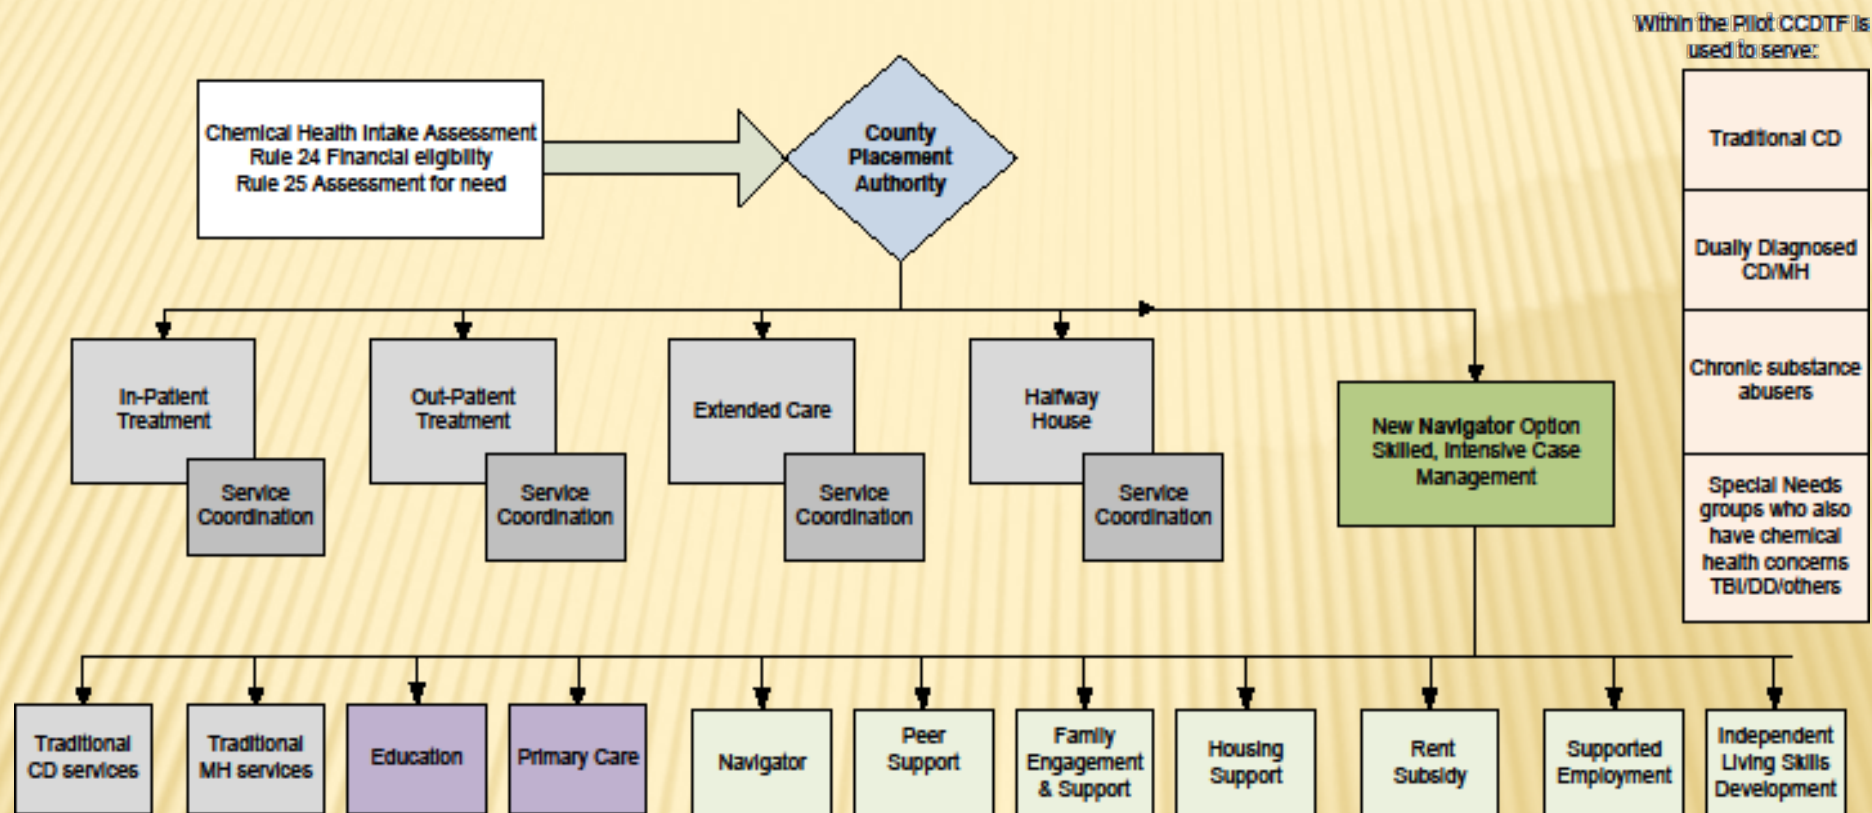 Within the Pilot CCDTF is
used to serve:
Chemical Health Intake Assessment
Rule 24 Financial eligibility
Rule 25 Assessment for need
County
Placement
Authority
Traditional CD
Dually Diagnosed
CD/MH
Chronic substance
abusers
Special Needs
groups who also
have chemical
health concerns
TBI/DD/others
In-Patient
Treatment
Service
Coordination
Out-Patient
Treatment
Service
Coordination
Extended Care
Service
Coordination
Halfway
House
Service
Coordination
New Navigator Option
Skilled, Intensive Case
Management
Traditional
CD services
Traditional
MH services
Education
Primary Care
Navigator
Peer
Support
Family
Engagement
& Support
Housing
Support
Rent
Subsidy
Supported
Employment
Independent
Living Skills
Development